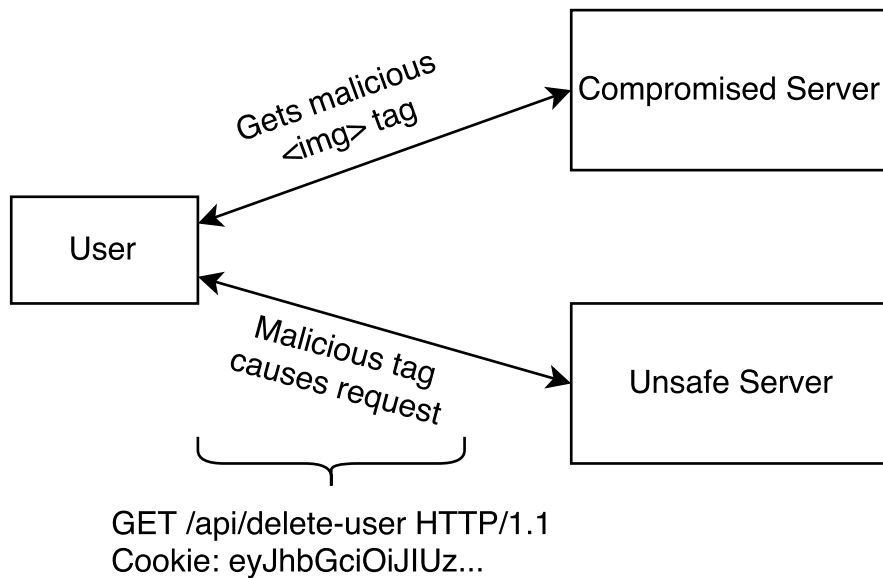 Gets malicious
<img> tag
Compromised Server
User
Malicious tag
causes request
Unsafe Server
GET /api/delete-user HTTP/1.1
Cookie: eyJhbGciOiJIUz...